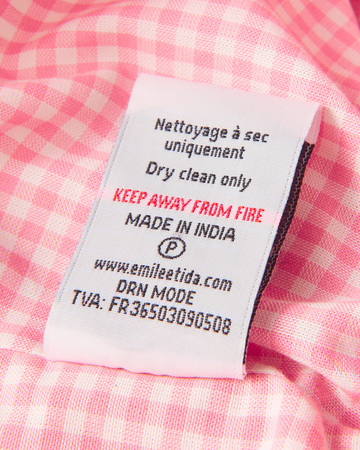 Nettoyage à sec
uniquement
Dry clean only
KEEP AWAY FROM FIRE
MADE IN INDIA
P
www.emileetida.com
DRN MODE
TVA: FR36503090508